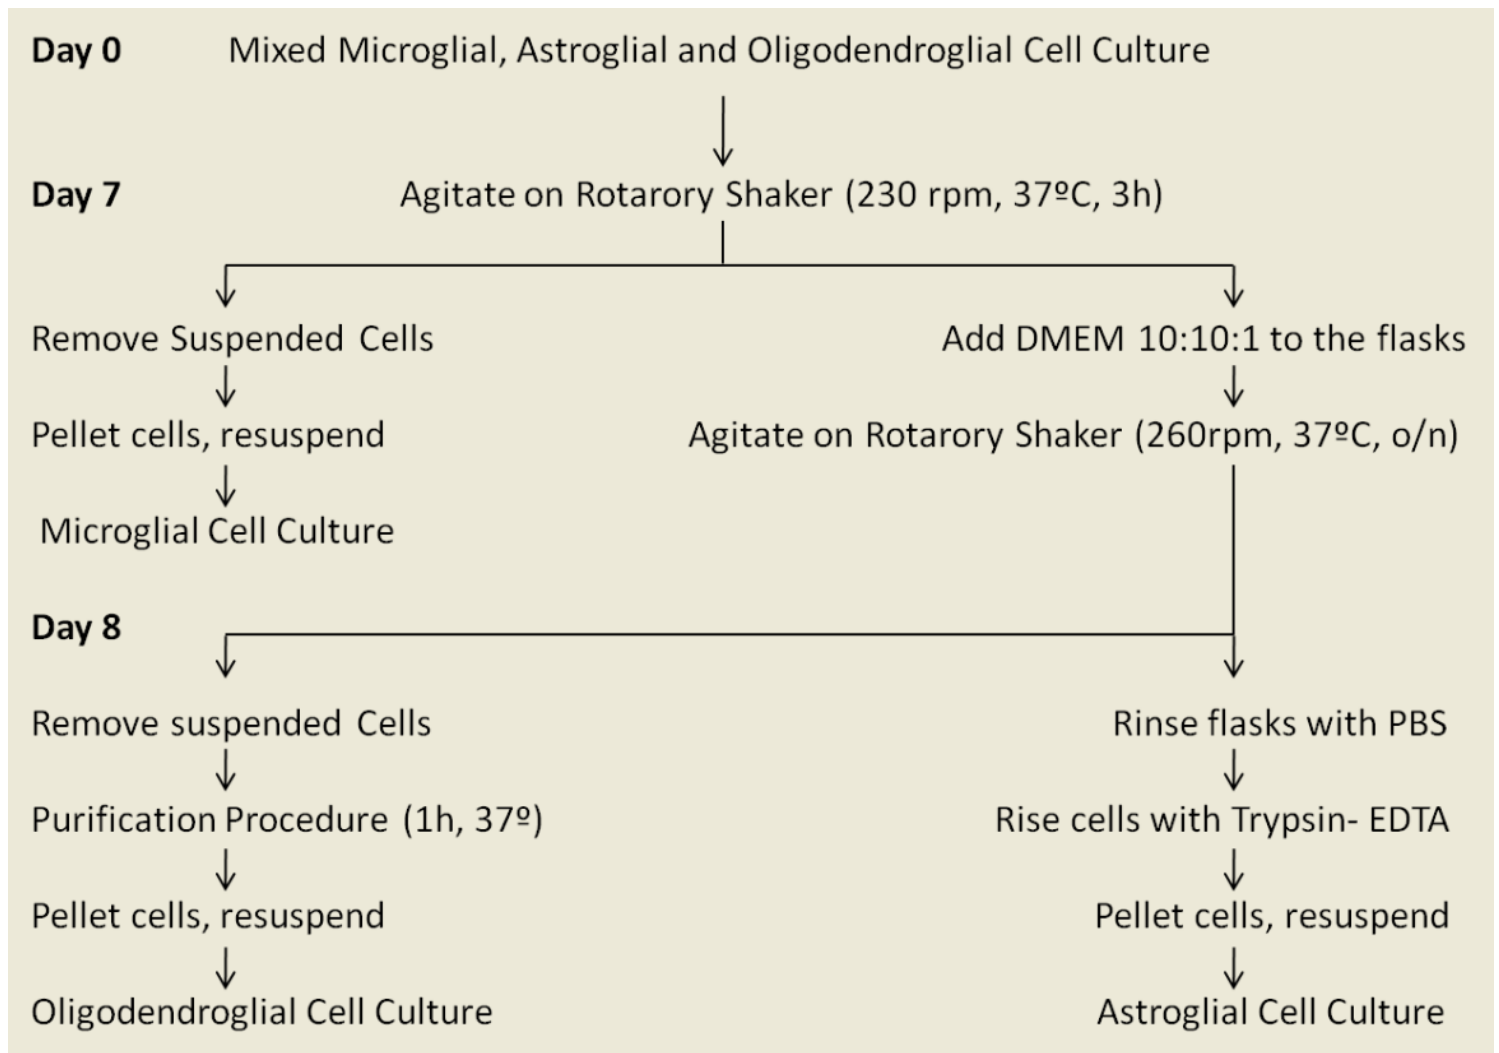 Day 0 Mixed Microglial, Astroglial and Oligodendroglial Cell Culture
Day 7 Agitate on Rotarory Shaker (230 rpm, 37ºC, 3h)
Remove Suspended Cells
Pellet cells, resuspend
Microglial Cell Culture
Add DMEM 10:10:1 to the flasks
Agitate on Rotarory Shaker (260rpm, 37ºC, o/n)
Day 8
Remove suspended Cells
Purification Procedure (1h, 37º)
Pellet cells, resuspend
Oligodendroglial Cell Culture
Rinse flasks with PBS
Rise cells with Trypsin- EDTA
Pellet cells, resuspend
Astroglial Cell Culture